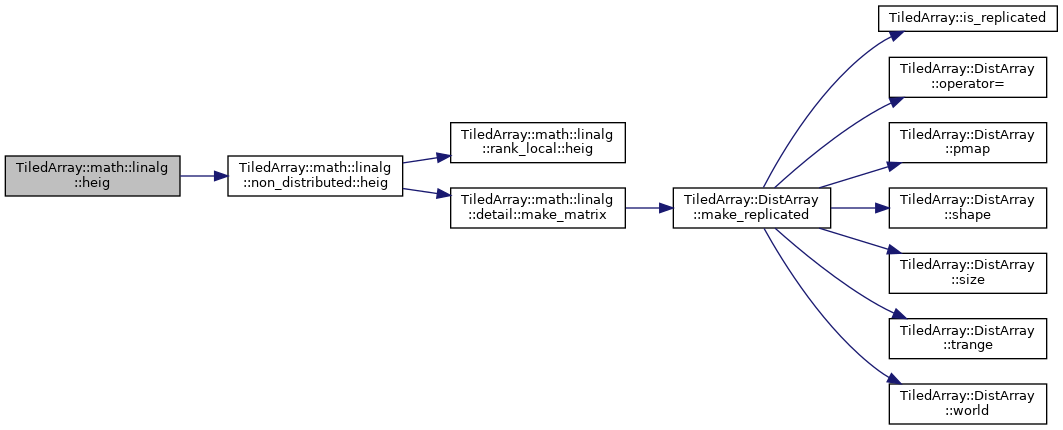 TiledArray::math::linalg
::heig
TiledArray::math::linalg
::non_distributed::heig
TiledArray::math::linalg
::rank_local::heig
TiledArray::math::linalg
::detail::make_matrix
TiledArray::DistArray
::make_replicated
TiledArray::is_replicated
TiledArray::DistArray
::operator=
TiledArray::DistArray
::pmap
TiledArray::DistArray
::shape
TiledArray::DistArray
::size
TiledArray::DistArray
::trange
TiledArray::DistArray
::world